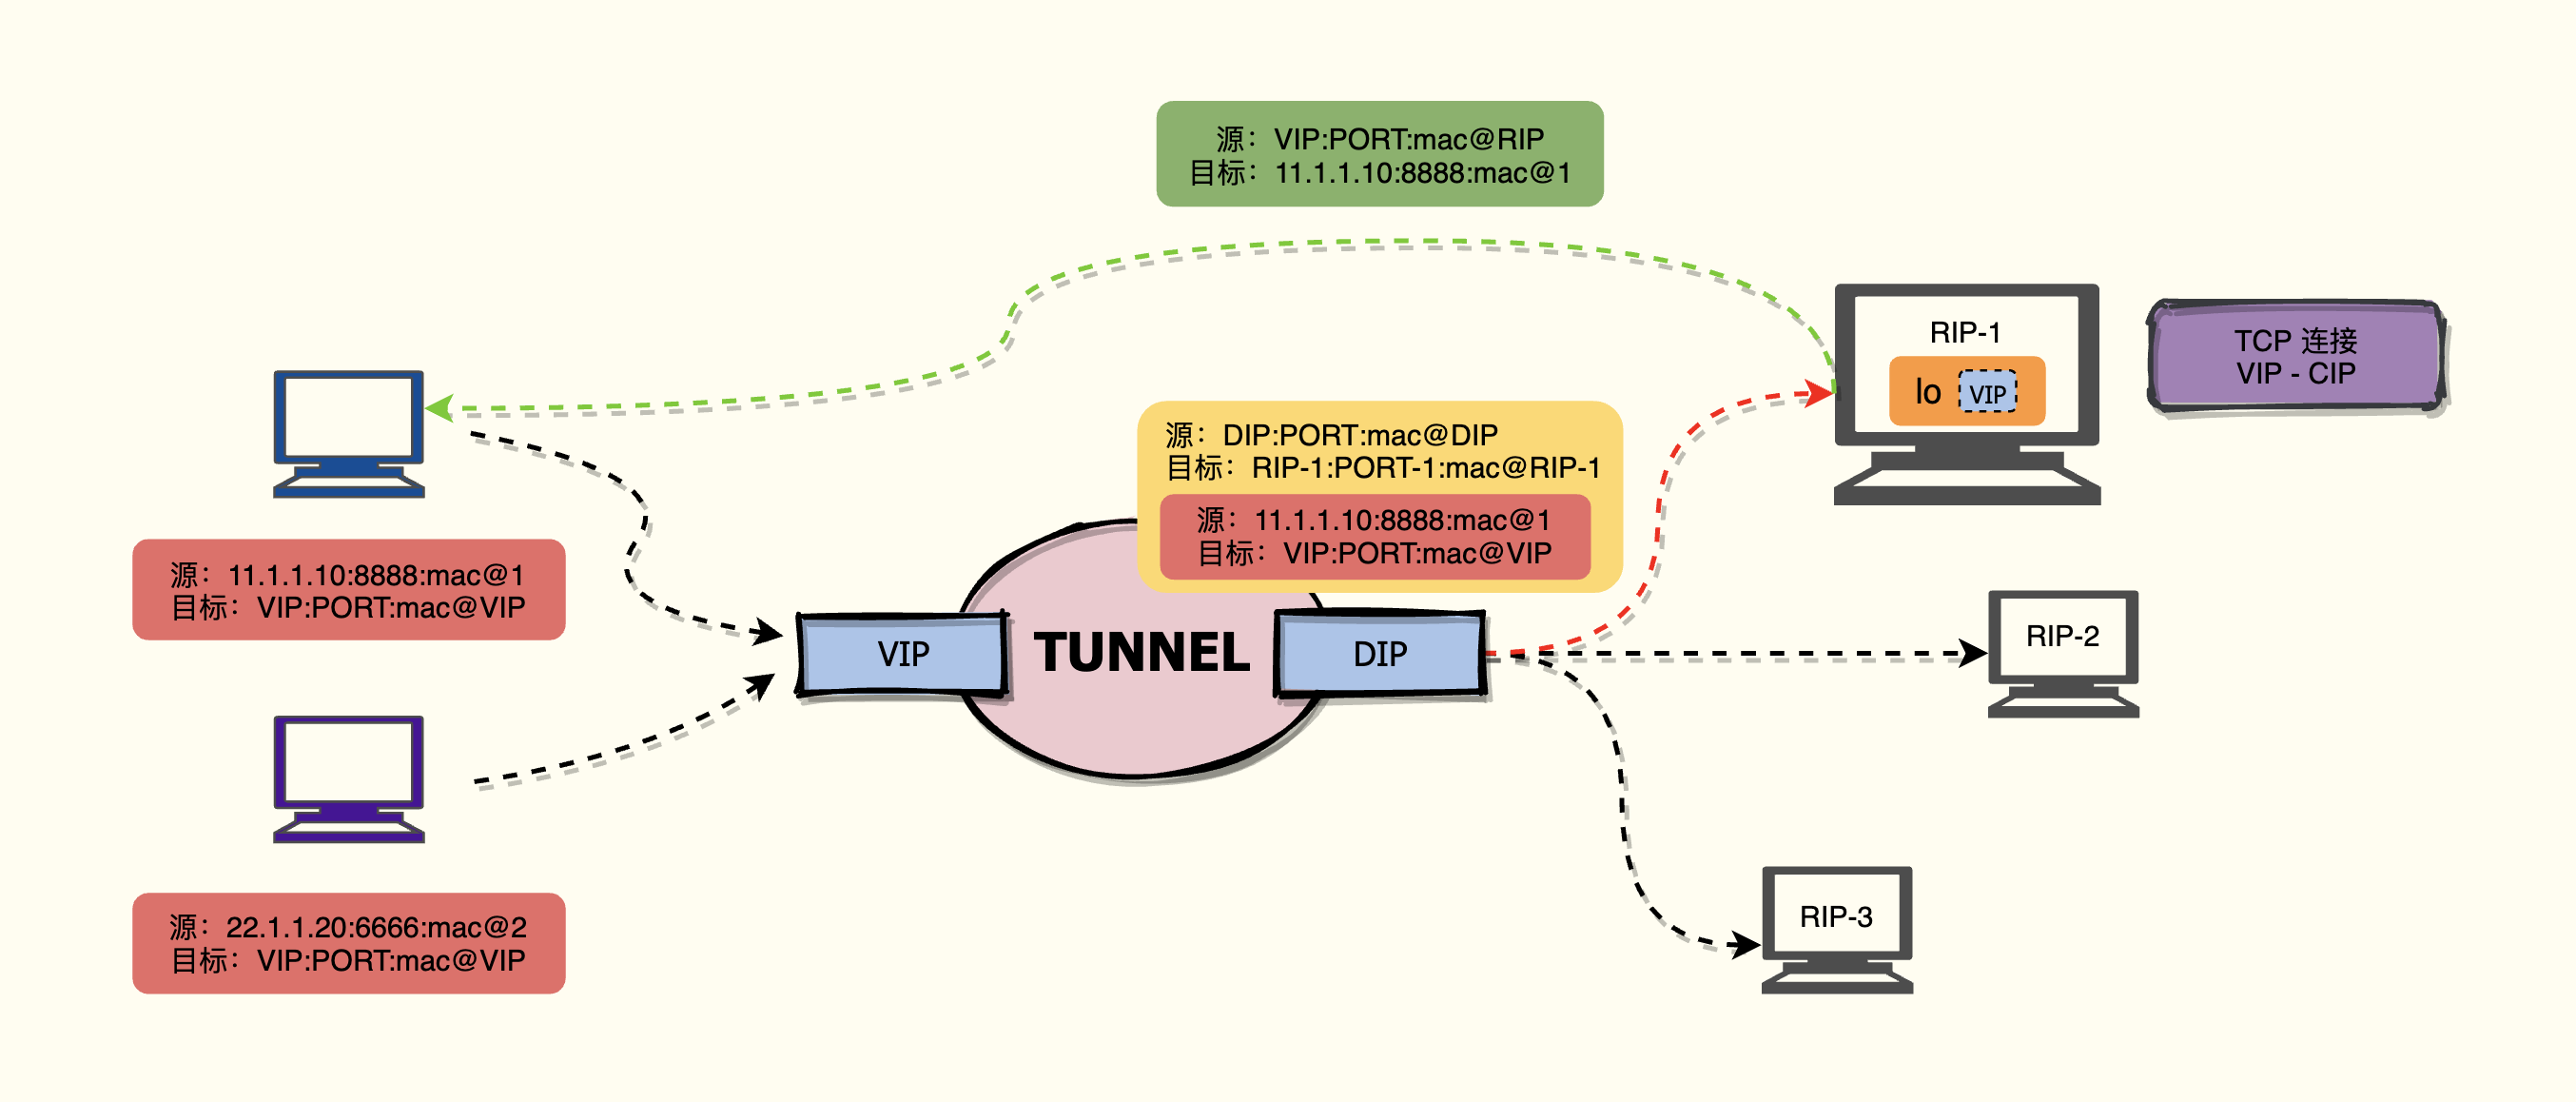 源：VIP:PORT:mac@RIP
目标：11.1.1.10:8888:mac@1
RIP-1
lo
VIP
TCP 连接
VIP - CIP
源：DIP:PORT:mac@DIP
目标：RIP-1:PORT-1:mac@RIP-1
源：11.1.1.10:8888:mac@1
目标：VIP:PORT:mac@VIP
源：11.1.1.10:8888:mac@1
目标：VIP:PORT:mac@VIP
VIP
TUNNEL
DIP
RIP-2
RIP-3
源：22.1.1.20:6666:mac@2
目标：VIP:PORT:mac@VIP